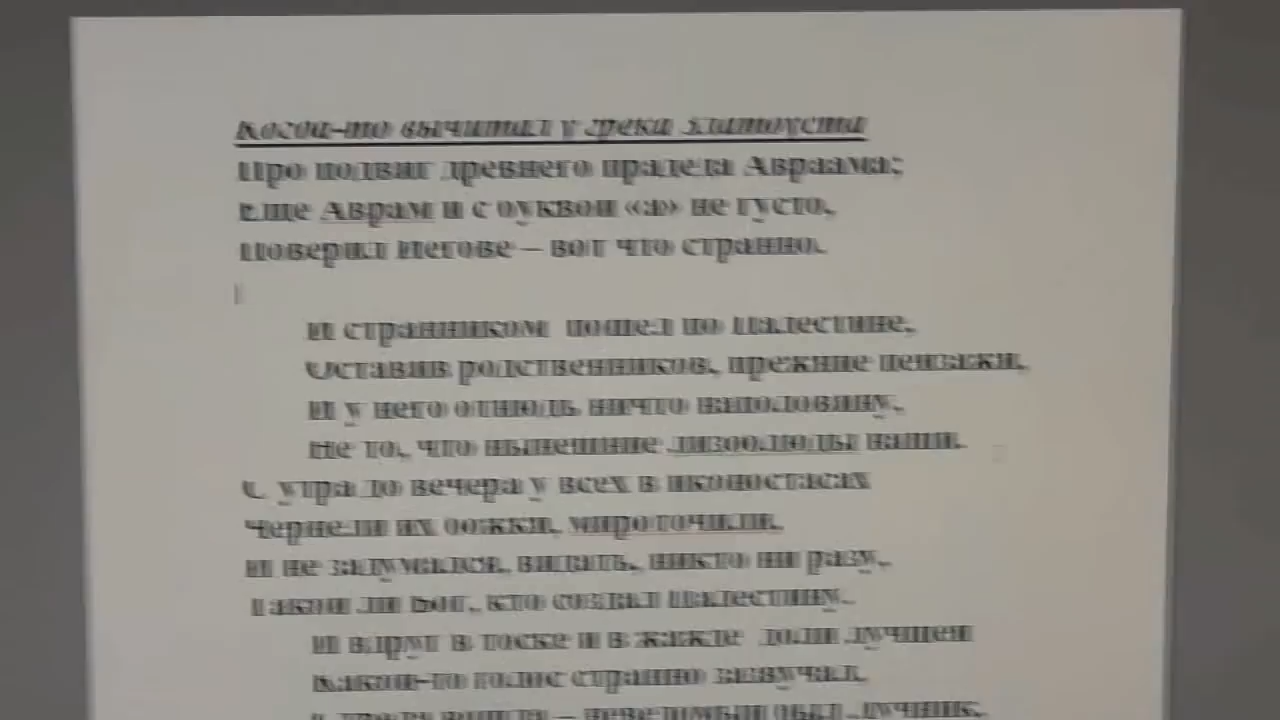 Когда-то вычитал у грека Златоуста
Про подвиг древнего прадеда Авраама;
Еще Аврам и с буквой «а» не густо,
Поверил Иегове – вот что странно.
И странником пошел по Палестине,
Оставив родственников, прежние пейзажи,
И у него отнюдь ничто наполовину,
Не то, что нынешние лизоблюды наши.
С утра до вечера у всех в иконостасах
Чернели их божки, мироточили,
И не задумался, видать, никто ни разу,
Такой ли Бог, кто создал Палестину.
И вдруг в тоске и в жажде доли лучшей
Какой-то голос странно зазвучал,
был лучник,